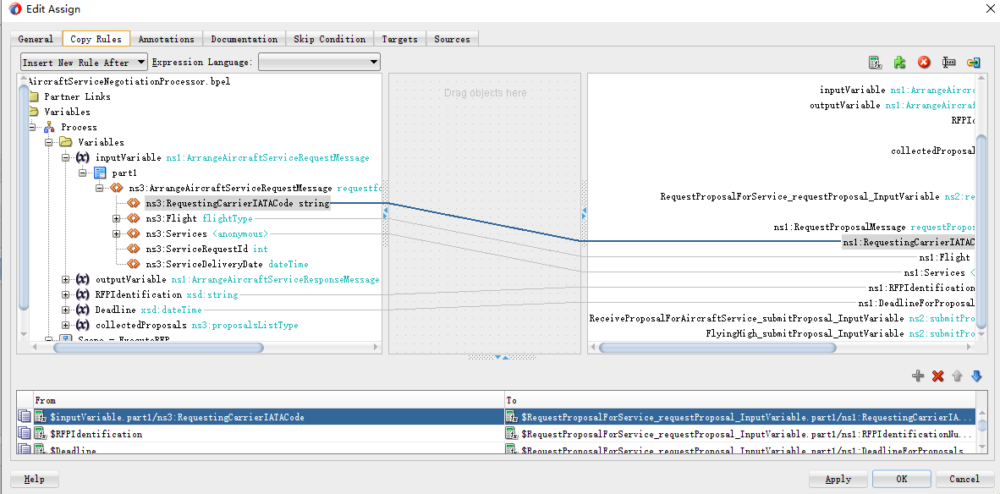 Edit Assign
General Copy Rules Annotations Documentation Skip Condition Targets Sources
Insert New Rule After Expression Language:
AircraftServiceNegotiationProcessor.bpel
Partner Links
Variables
Process
Variables
inputVariable ns1:ArrangeAircraftServiceRequestMessage
part1
ns3:ArrangeAircraftServiceRequestMessage requestfo
ns3:RequestingCarrierIATACode string
ns3:Flight flightType
ns3:Services <anonymous>
ns3:ServiceRequestId int
ns3:ServiceDeliveryDate dateTime
outputVariable ns1:ArrangeAircraftServiceResponseMessage
RFPIdentification xsd:string
Deadline xsd:dateTime
collectedProposals ns3:proposalsListType
Scope - ExecuteRFP
Drag objects here
inputVariable ns1:ArrangeAircra
outputVariable ns1:ArrangeAircraf
RFPId
collectedProposal
RequestProposalForService_requestProposal_InputVariable ns2:re
ns1:RequestProposalMessage requestPropos
ns1:RequestingCarrierIATAC
ns1:Flight
ns1:Services <
ns1:RFPIdentification
ns1:DeadlineForProposal
ReceiveProposalForAircraftService_submitProposal_InputVariable ns2:submitPro
FlyingHigh_submitProposal_InputVariable ns2:submitPro
From To
$inputVariable.part1/ns3:RequestingCarrierIATACode $RequestProposalForService_requestProposal_InputVariable.part1/ns1:RequestingCarrierIA...
$RFPIdentification $RequestProposalForService_requestProposal_InputVariable.part1/ns1:RFPIdentificationNu...
$Deadline $RequestProposalForService_requestProposal_InputVariable.part1/ns1:DeadlineForProposals
Help Apply OK Cancel